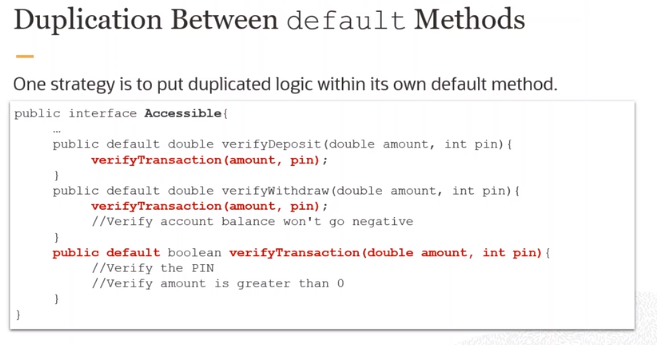 Duplication Between default Methods
One strategy is to put duplicated logic within its own default method.
public interface Accessible{
…
public default double verifyDeposit(double amount, int pin){
verifyTransaction(amount, pin);
}
public default double verifyWithdraw(double amount, int pin){
verifyTransaction(amount, pin);
//Verify account balance won't go negative
}
public default boolean verifyTransaction(double amount, int pin){
//Verify the PIN
//Verify amount is greater than 0
}
}